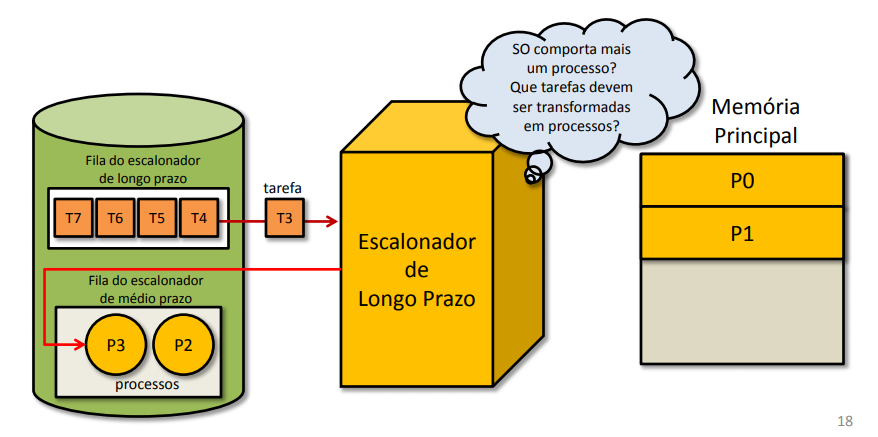 SO comporta mais
um processo?
Que tarefas devem
ser transformadas
em processos?
Memória
Principal
P0
P1
Fila do escalonador
de longo prazo
T7 T6 T5 T4
tarefa
T3
Escalonador
de
Longo Prazo
Fila do escalonador
de médio prazo
P3 P2
processos
18